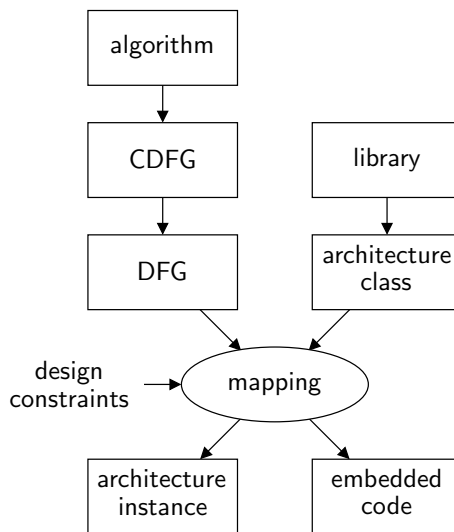 algorithm
CDFG
library
DFG
architecture
class
design
constraints
mapping
architecture
instance
embedded
code